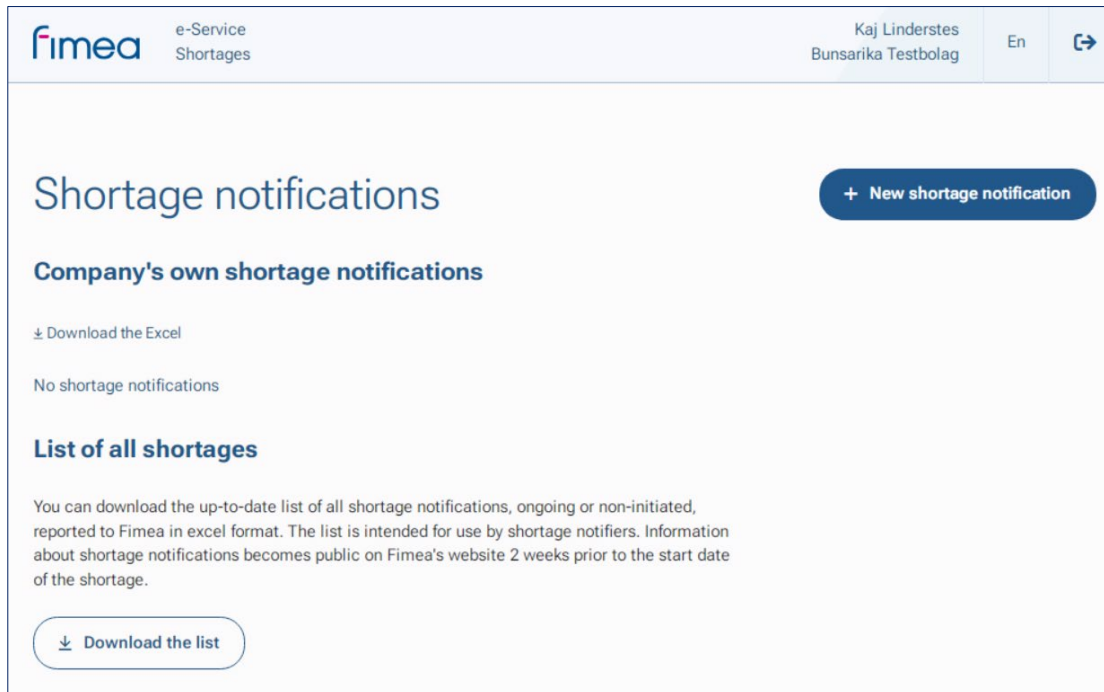 fimea
e-Service
Shortages
Kaj Linderstes
Bunsarika Testbolag
En
Shortage notifications
+ New shortage notification
Company's own shortage notifications
Download the Excel
No shortage notifications
List of all shortages
You can download the up-to-date list of all shortage notifications, ongoing or non-initiated,
reported to Fimea in excel format. The list is intended for use by shortage notifiers. Information
about shortage notifications becomes public on Fimea's website 2 weeks prior to the start date
of the shortage.
Download the list